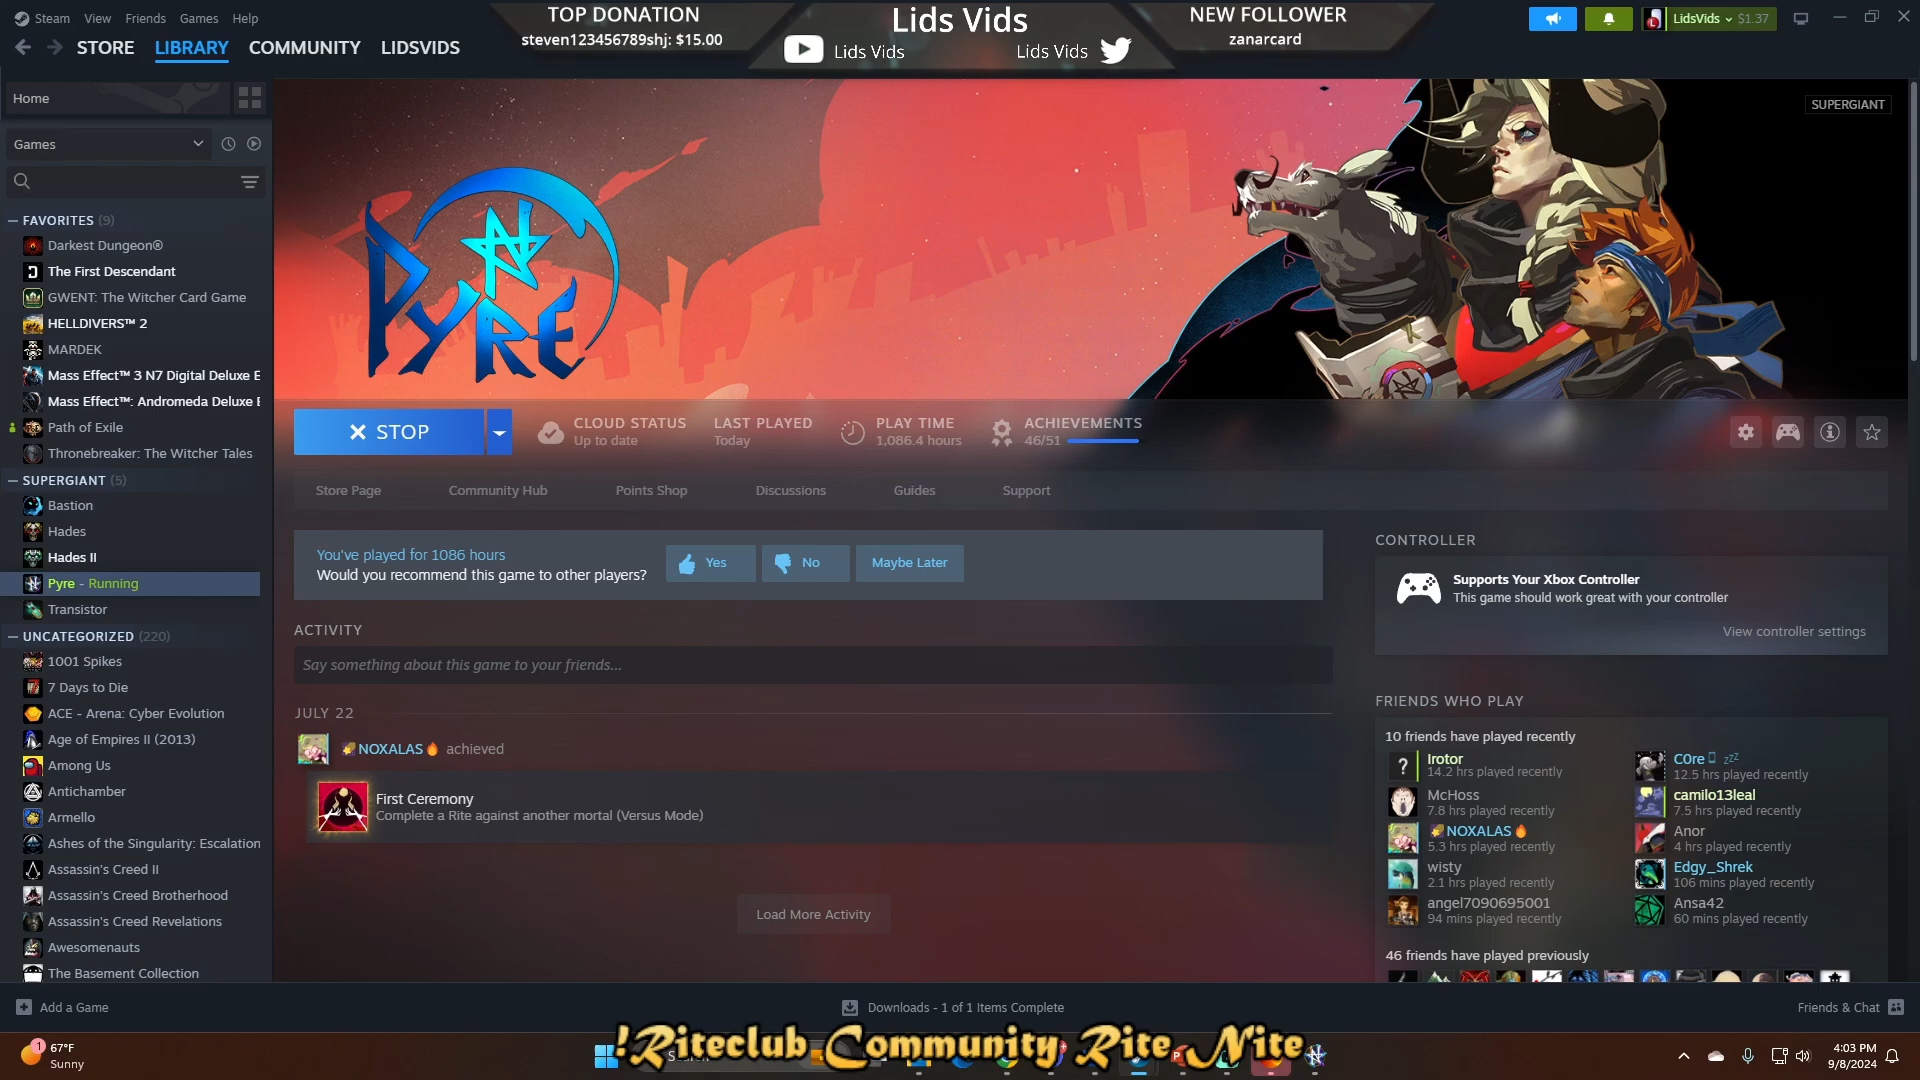 Steam View Friends Games Help
TOP DONATION
steven123456789shj: $15.00
Lids Vids
Lids Vids
Lids Vids
NEW FOLLOWER
zanarcard
LidsVids $1.37
STORE LIBRARY COMMUNITY LIDSVIDS
Home
Games
SUPERGIANT
FAVORITES (9)
Darkest Dungeon®
The First Descendant
GWENT: The Witcher Card Game
HELLDIVERS™ 2
MARDEK
Mass Effect™ 3 N7 Digital Deluxe E
Mass Effect™: Andromeda Deluxe E
Path of Exile
Thronebreaker: The Witcher Tales
SUPERGIANT (5)
Bastion
Hades
Hades II
Pyre - Running
Transistor
UNCATEGORIZED (220)
1001 Spikes
7 Days to Die
ACE - Arena: Cyber Evolution
Age of Empires II (2013)
Among Us
Antichamber
Armello
Ashes of the Singularity: Escalation
Assassin's Creed II
Assassin's Creed Brotherhood
Assassin's Creed Revelations
Awesomenauts
The Basement Collection
PYRE
STOP
CLOUD STATUS
Up to date
LAST PLAYED
Today
PLAY TIME
1,086.4 hours
ACHIEVEMENTS
46/51
Store Page Community Hub Points Shop Discussions Guides Support
You've played for 1086 hours
Would you recommend this game to other players?
Yes
No
Maybe Later
ACTIVITY
Say something about this game to your friends...
JULY 22
NOXALAS achieved
First Ceremony
Complete a Rite against another mortal (Versus Mode)
Load More Activity
CONTROLLER
Supports Your Xbox Controller
This game should work great with your controller
View controller settings
FRIENDS WHO PLAY
10 friends have played recently
Irotor
14.2 hrs played recently
C0re zzZ
12.5 hrs played recently
McHoss
7.8 hrs played recently
camilo13leal
7.5 hrs played recently
NOXALAS
5.3 hrs played recently
Anor
4 hrs played recently
wisty
2.1 hrs played recently
Edgy_Shrek
106 mins played recently
angel7090695001
94 mins played recently
Ansa42
60 mins played recently
46 friends have played previously
Add a Game
Downloads - 1 of 1 Items Complete
Friends & Chat
1
67°F
Sunny
!Riteclub Community Rite Nite
4:03 PM
9/8/2024